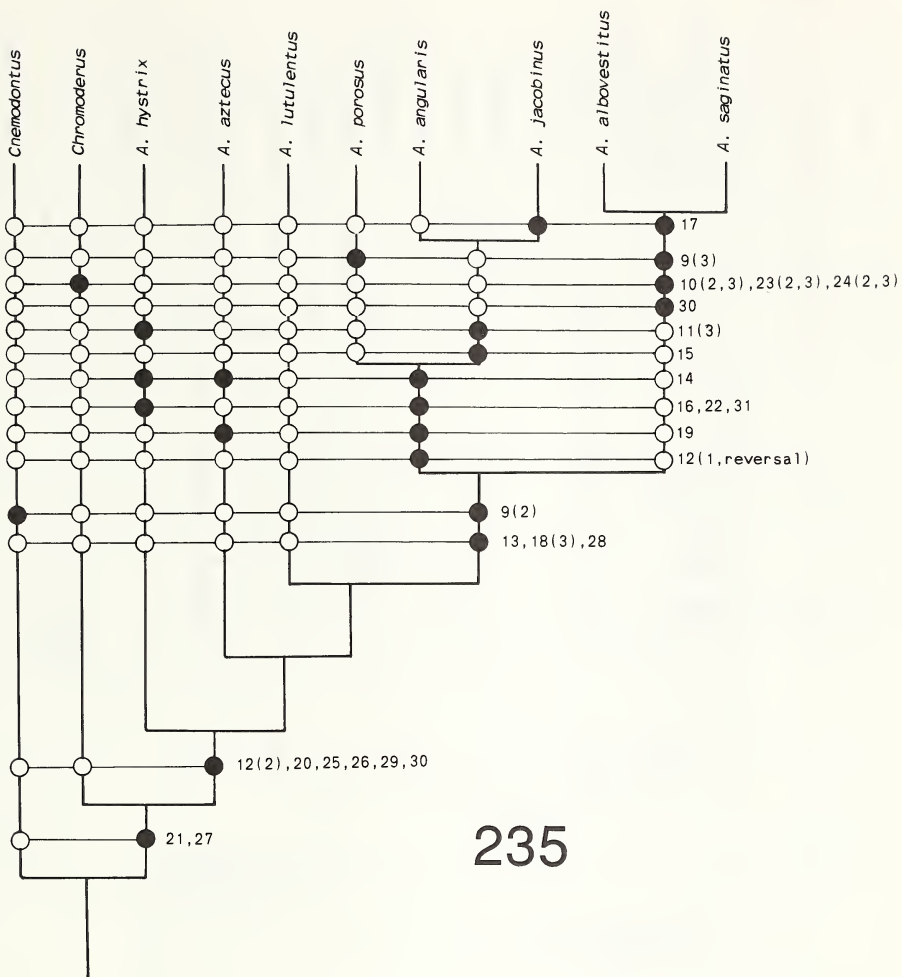 Cnemodontus
Chromoderus
A. hystrix
A. aztecus
A. lutulentus
A. porosus
A. angularis
A. jacobinus
A. albovestitus
A. saginatus
17
9(3)
10(2,3),23(2,3),24(2,3)
30
11(3)
15
14
16,22,31
19
12(1,reversal)
9(2)
13,18(3),28
12(2),20,25,26,29,30
21,27
235